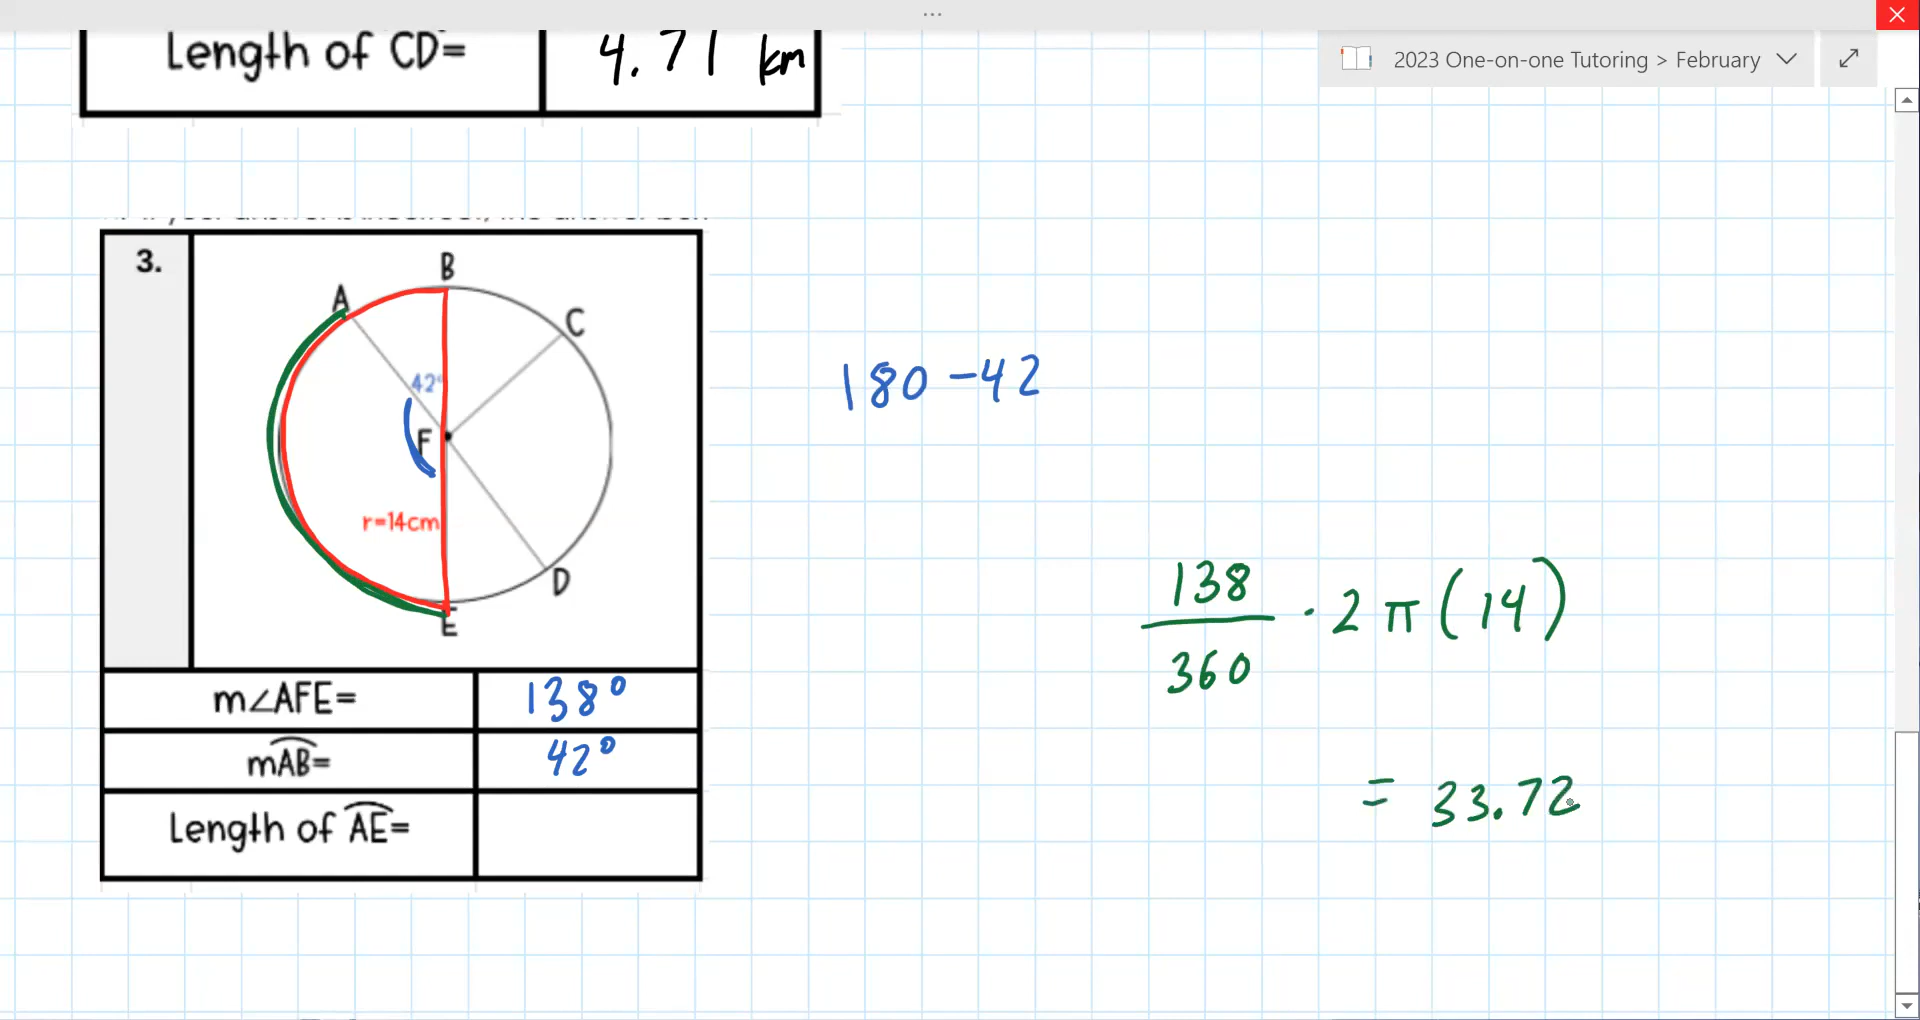 ...
Length of CD=
4.71 km
2023 One-on-one Tutoring > February
3.
B
A
C
42°
F
r=14cm
D
E
180-42
138
360
· 2 π (14)
= 33.72
m∠AFE=
138°
mAB=
42°
Length of AE=